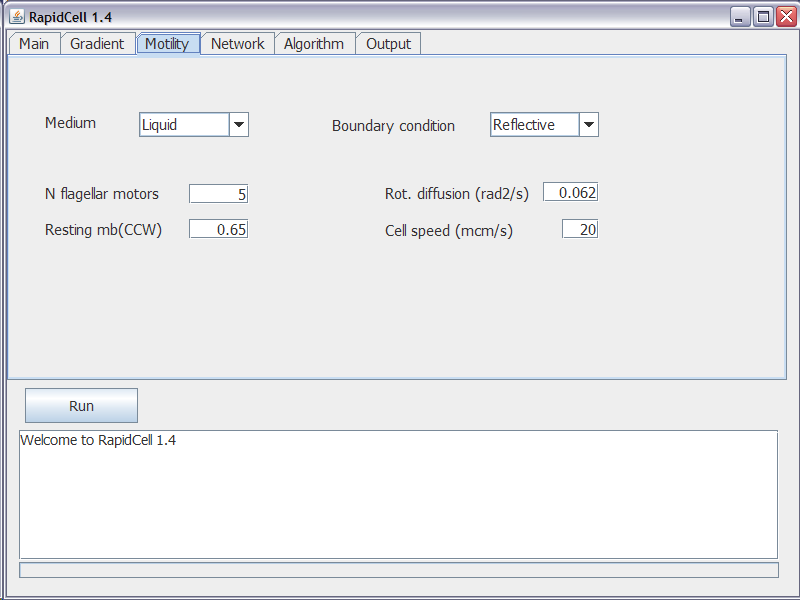 RapidCell 1.4
Main Gradient Motility Network Algorithm Output
Medium Liquid Boundary condition Reflective
N flagellar motors 5 Rot. diffusion (rad2/s) 0.062
Resting mb(CCW) 0.65 Cell speed (mcm/s) 20
Run
Welcome to RapidCell 1.4